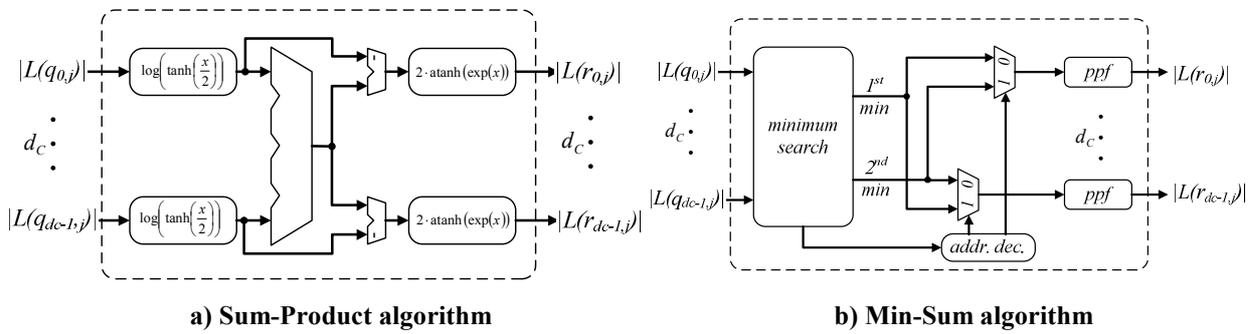 |L(q0,j)|
log(tanh(x/2))
-
2·atanh(exp(x))
|L(r0,j)|
dC
dC
|L(qdc-1,j)|
log(tanh(x/2))
-
2·atanh(exp(x))
|L(rdc-1,j)|
a) Sum-Product algorithm
|L(q0,j)|
dC
|L(qdc-1,j)|
minimum
search
1st
min
2nd
min
0
1
0
1
addr. dec.
ppf
|L(r0,j)|
dC
ppf
|L(rdc-1,j)|
b) Min-Sum algorithm